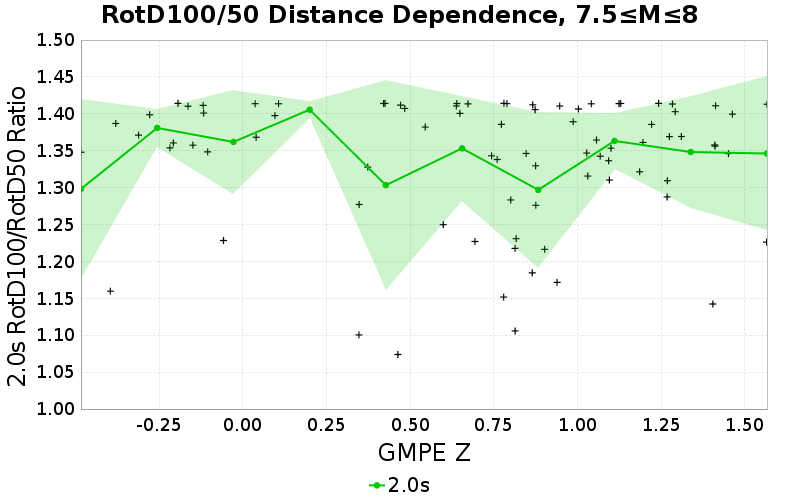 RotD100/50 Distance Dependence, 7.5≤M≤8
2.0s RotD100/RotD50 Ratio
1.50
1.45
1.40
1.35
1.30
1.25
1.20
1.15
1.10
1.05
1.00
-0.25 0.00 0.25 0.50 0.75 1.00 1.25 1.50
GMPE Z
2.0s